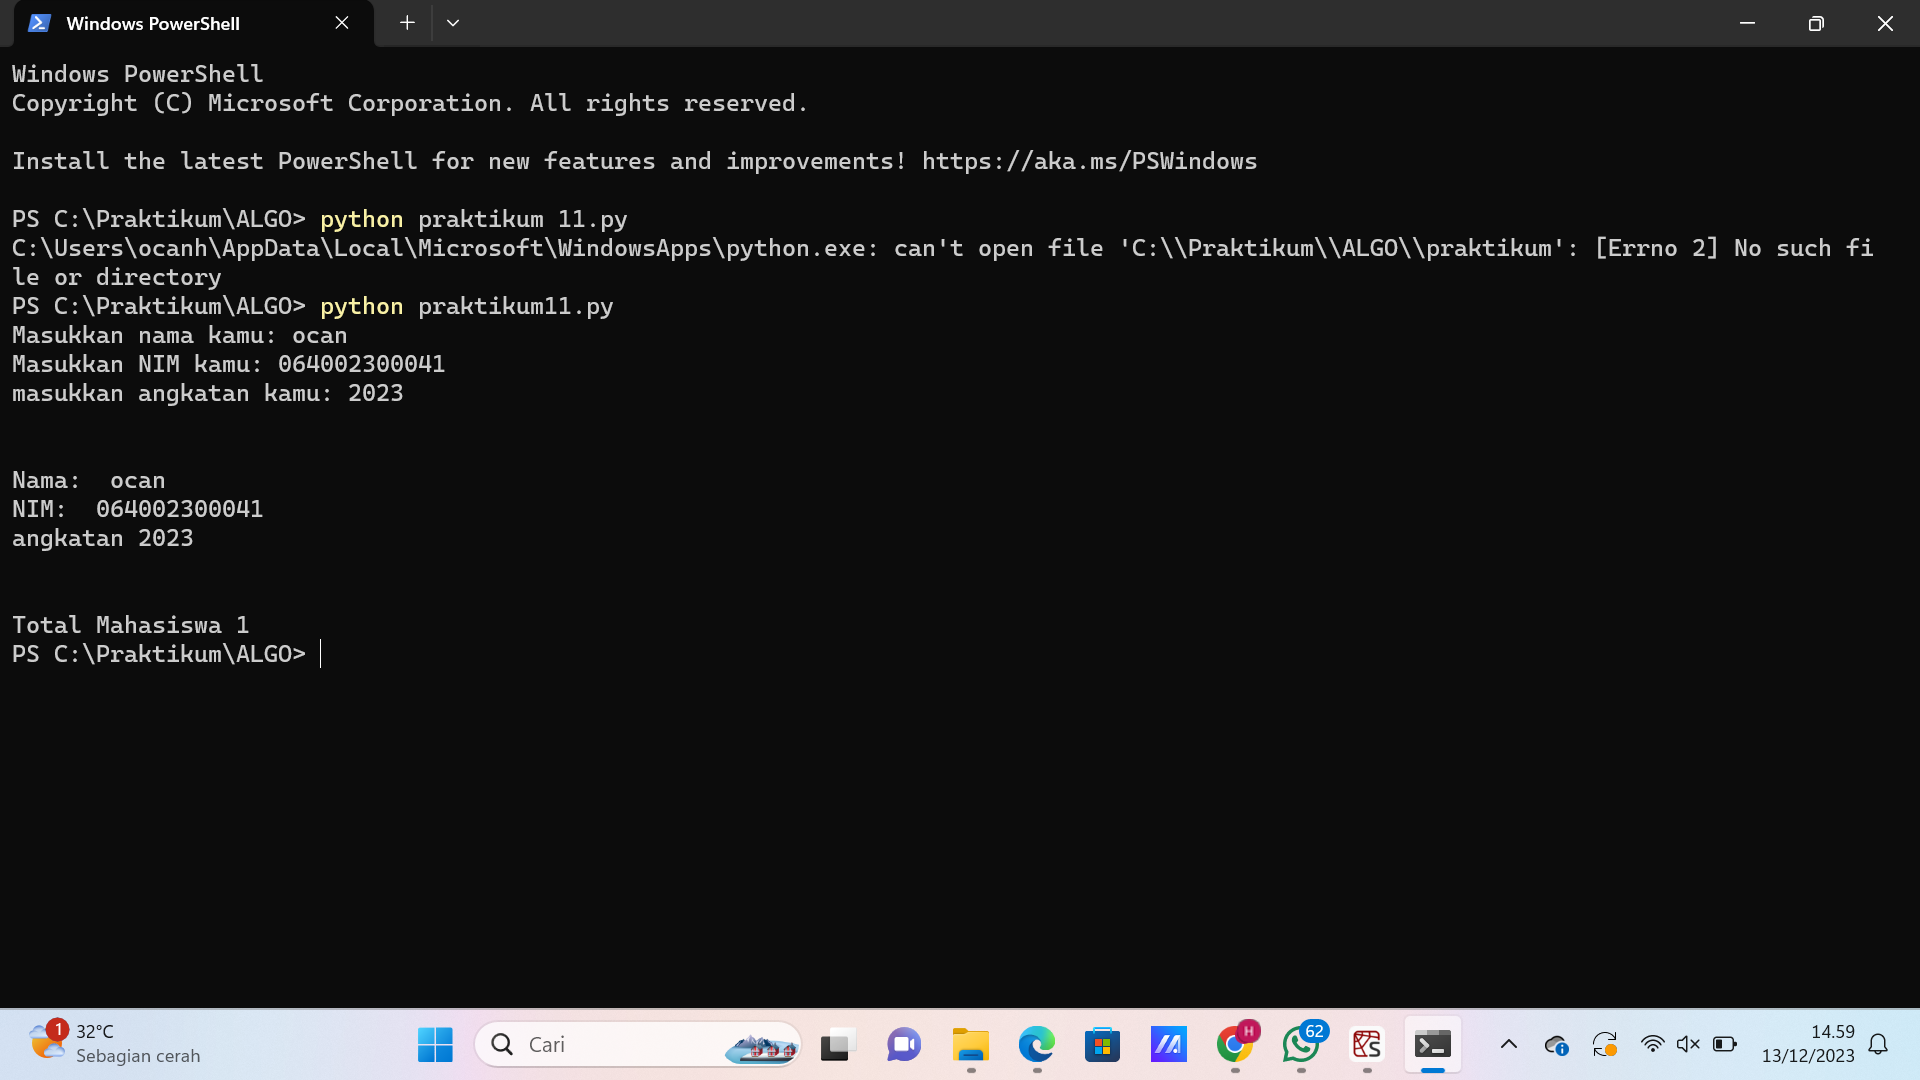 Windows PowerShell
Windows PowerShell
Copyright (C) Microsoft Corporation. All rights reserved.
Install the latest PowerShell for new features and improvements! https://aka.ms/PSWindows
PS C:\Praktikum\ALGO> python praktikum 11.py
C:\Users\ocanh\AppData\Local\Microsoft\WindowsApps\python.exe: can't open file 'C:\\Praktikum\\ALGO\\praktikum': [Errno 2] No such fi
le or directory
PS C:\Praktikum\ALGO> python praktikum11.py
Masukkan nama kamu: ocan
Masukkan NIM kamu: 064002300041
masukkan angkatan kamu: 2023
Nama:  ocan
NIM:  064002300041
angkatan 2023
Total Mahasiswa 1
PS C:\Praktikum\ALGO>
1
32°C
Sebagian cerah
Cari
H
62
S
14.59
13/12/2023